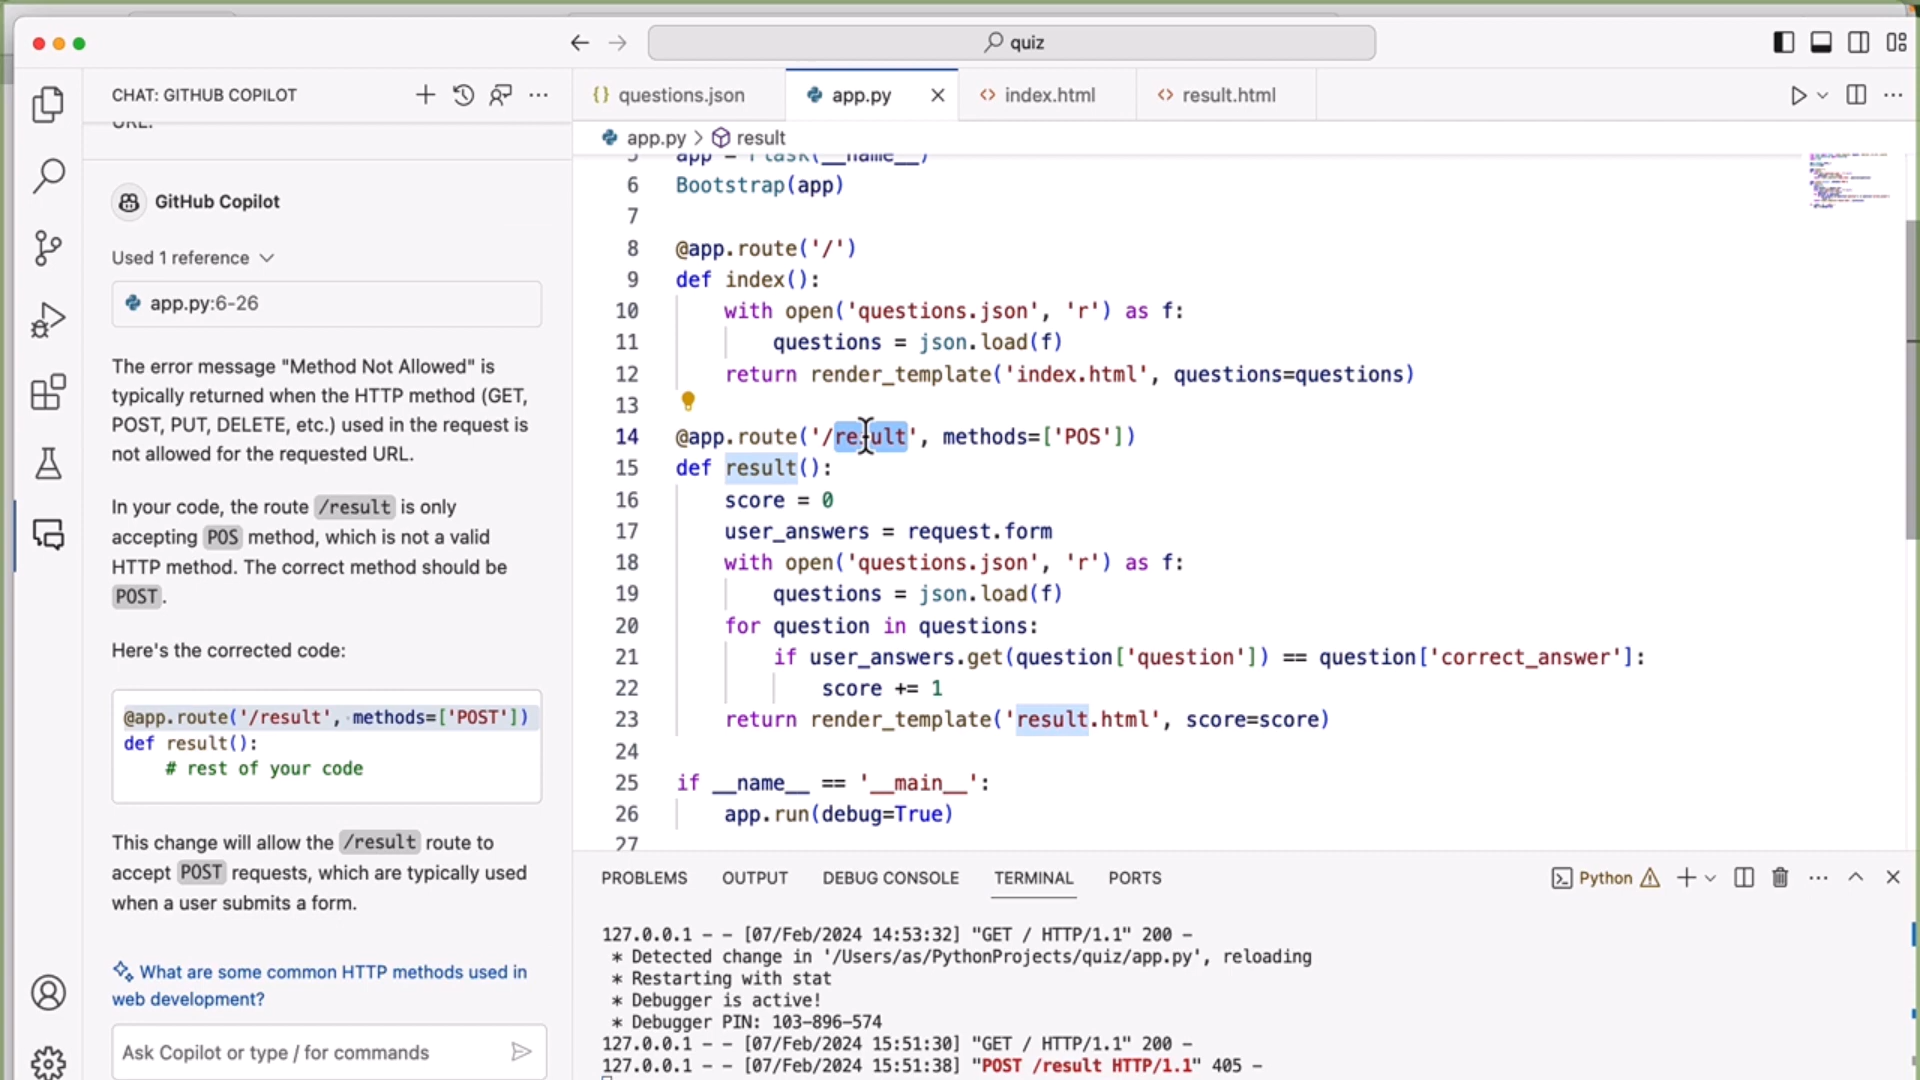 quiz
CHAT: GITHUB COPILOT
URL.
GitHub Copilot
Used 1 reference
app.py:6-26
The error message "Method Not Allowed" is
typically returned when the HTTP method (GET,
POST, PUT, DELETE, etc.) used in the request is
not allowed for the requested URL.
In your code, the route /result is only
accepting POS method, which is not a valid
HTTP method. The correct method should be
POST.
Here's the corrected code:
@app.route('/result', methods=['POST'])
def result():
    # rest of your code
This change will allow the /result route to
accept POST requests, which are typically used
when a user submits a form.
What are some common HTTP methods used in
web development?
Ask Copilot or type / for commands
{} questions.json
app.py
<> index.html
<> result.html
app.py > result
5 app = Flask(__name__)
6 Bootstrap(app)
7
8 @app.route('/')
9 def index():
10     with open('questions.json', 'r') as f:
11         questions = json.load(f)
12     return render_template('index.html', questions=questions)
13
14 @app.route('/result', methods=['POS'])
15 def result():
16     score = 0
17     user_answers = request.form
18     with open('questions.json', 'r') as f:
19         questions = json.load(f)
20     for question in questions:
21         if user_answers.get(question['question']) == question['correct_answer']:
22             score += 1
23     return render_template('result.html', score=score)
24
25 if __name__ == '__main__':
26     app.run(debug=True)
27
PROBLEMS OUTPUT DEBUG CONSOLE TERMINAL PORTS
Python
127.0.0.1 - - [07/Feb/2024 14:53:32] "GET / HTTP/1.1" 200 -
 * Detected change in '/Users/as/PythonProjects/quiz/app.py', reloading
 * Restarting with stat
 * Debugger is active!
 * Debugger PIN: 103-896-574
127.0.0.1 - - [07/Feb/2024 15:51:30] "GET / HTTP/1.1" 200 -
127.0.0.1 - - [07/Feb/2024 15:51:38] "POST /result HTTP/1.1" 405 -